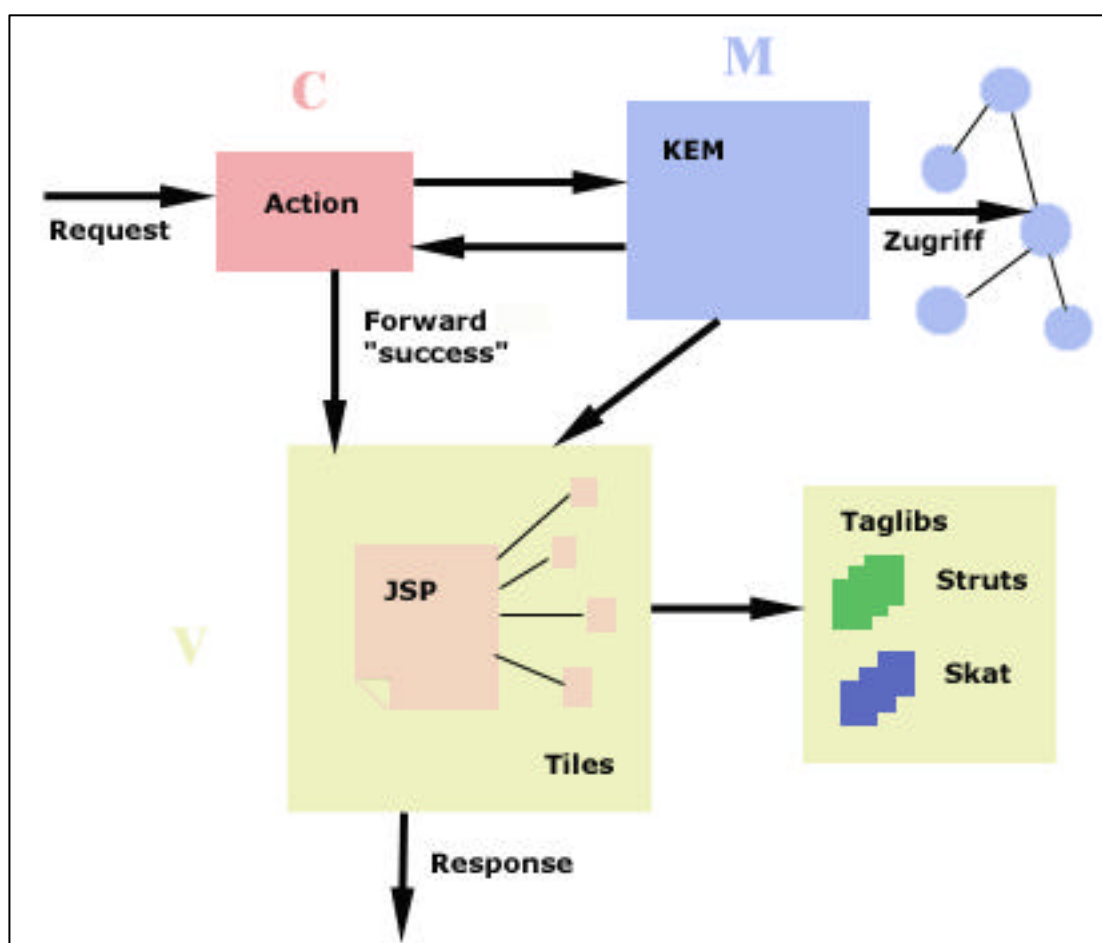 M
C
KEM
Action
Request
Zugriff
Forward
"success"
Taglibs
Struts
JSP
V
Skat
Tiles
Response